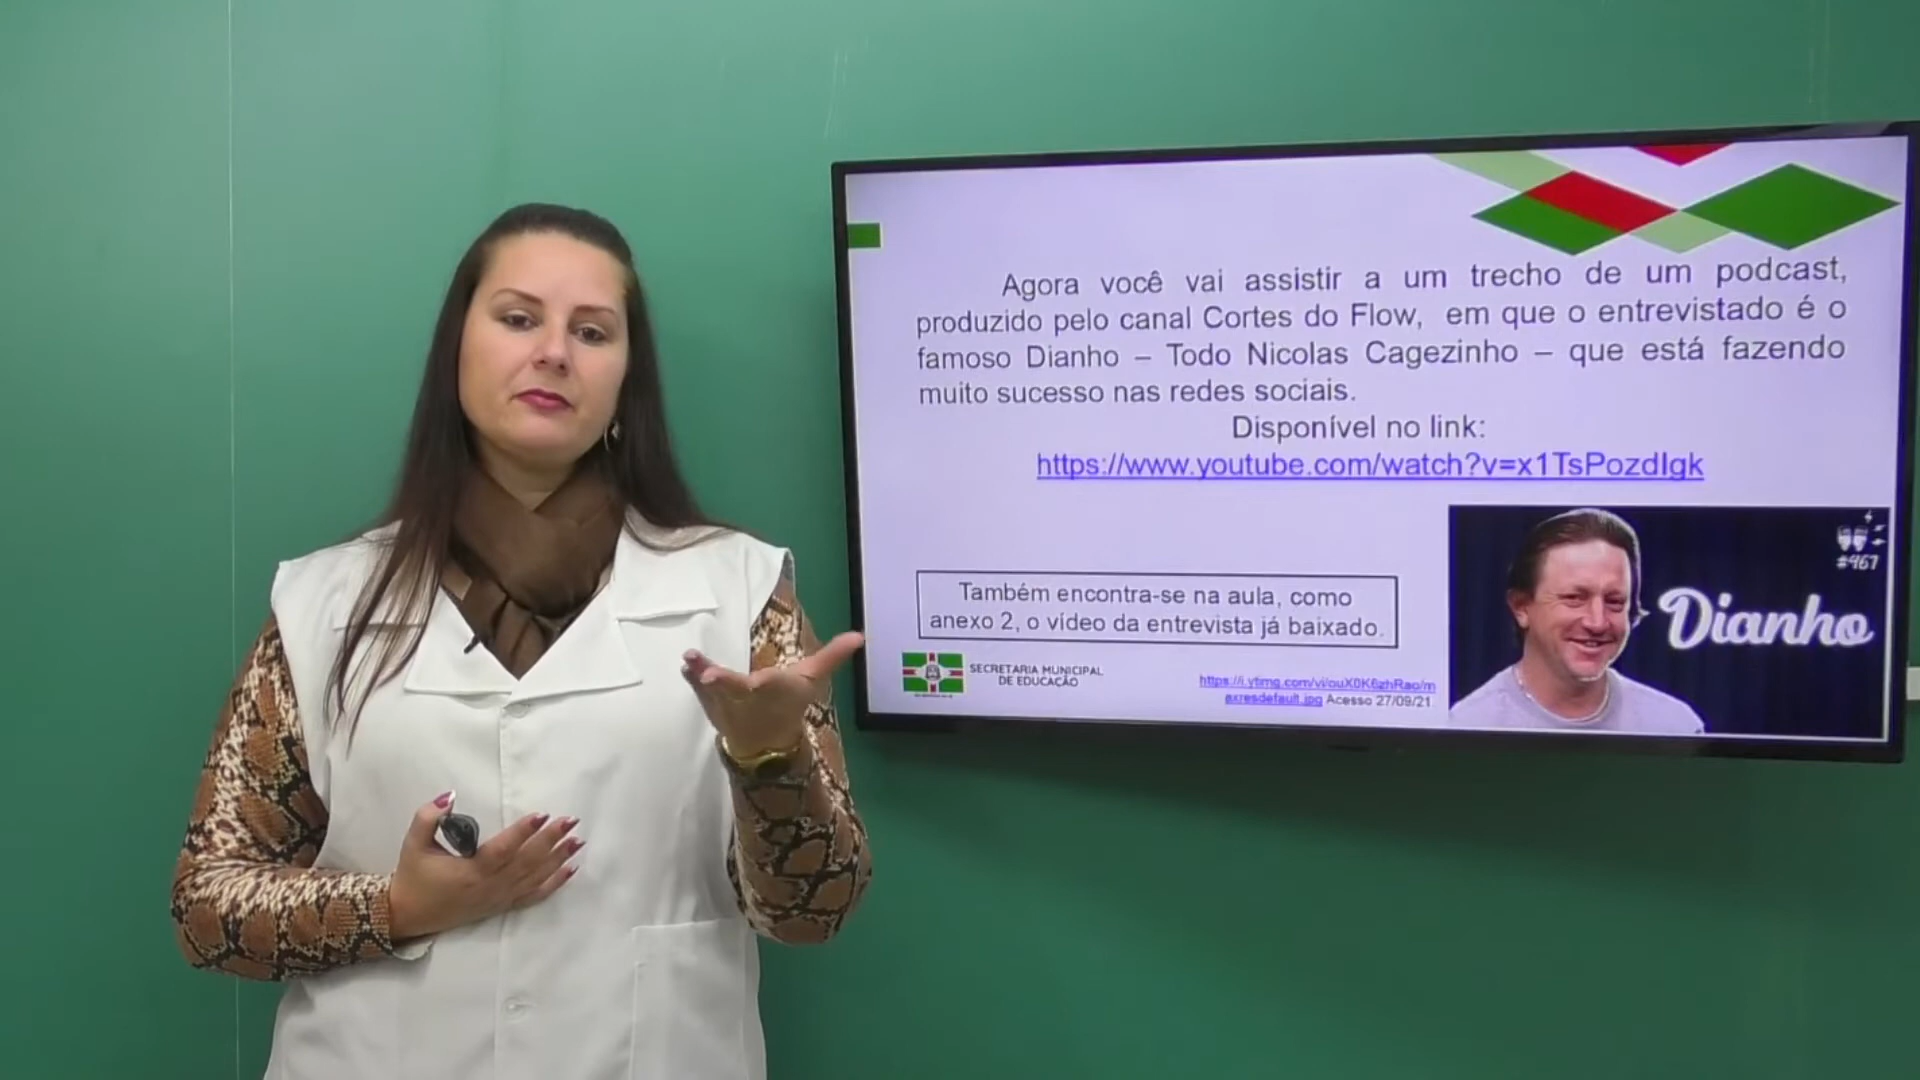 Agora você vai assistir a um trecho de um podcast,
produzido pelo canal Cortes do Flow, em que o entrevistado é o
famoso Dianho – Todo Nicolas Cagezinho – que está fazendo
muito sucesso nas redes sociais.
Disponível no link:
https://www.youtube.com/watch?v=x1TsPozdIgk
#467
Dianho
Também encontra-se na aula, como
anexo 2, o vídeo da entrevista já baixado.
SECRETARIA MUNICIPAL
DE EDUCAÇÃO
https://i.ytimg.com/vi/ouX0K6zhRao/m
axresdefault.jpg Acesso 27/09/21.